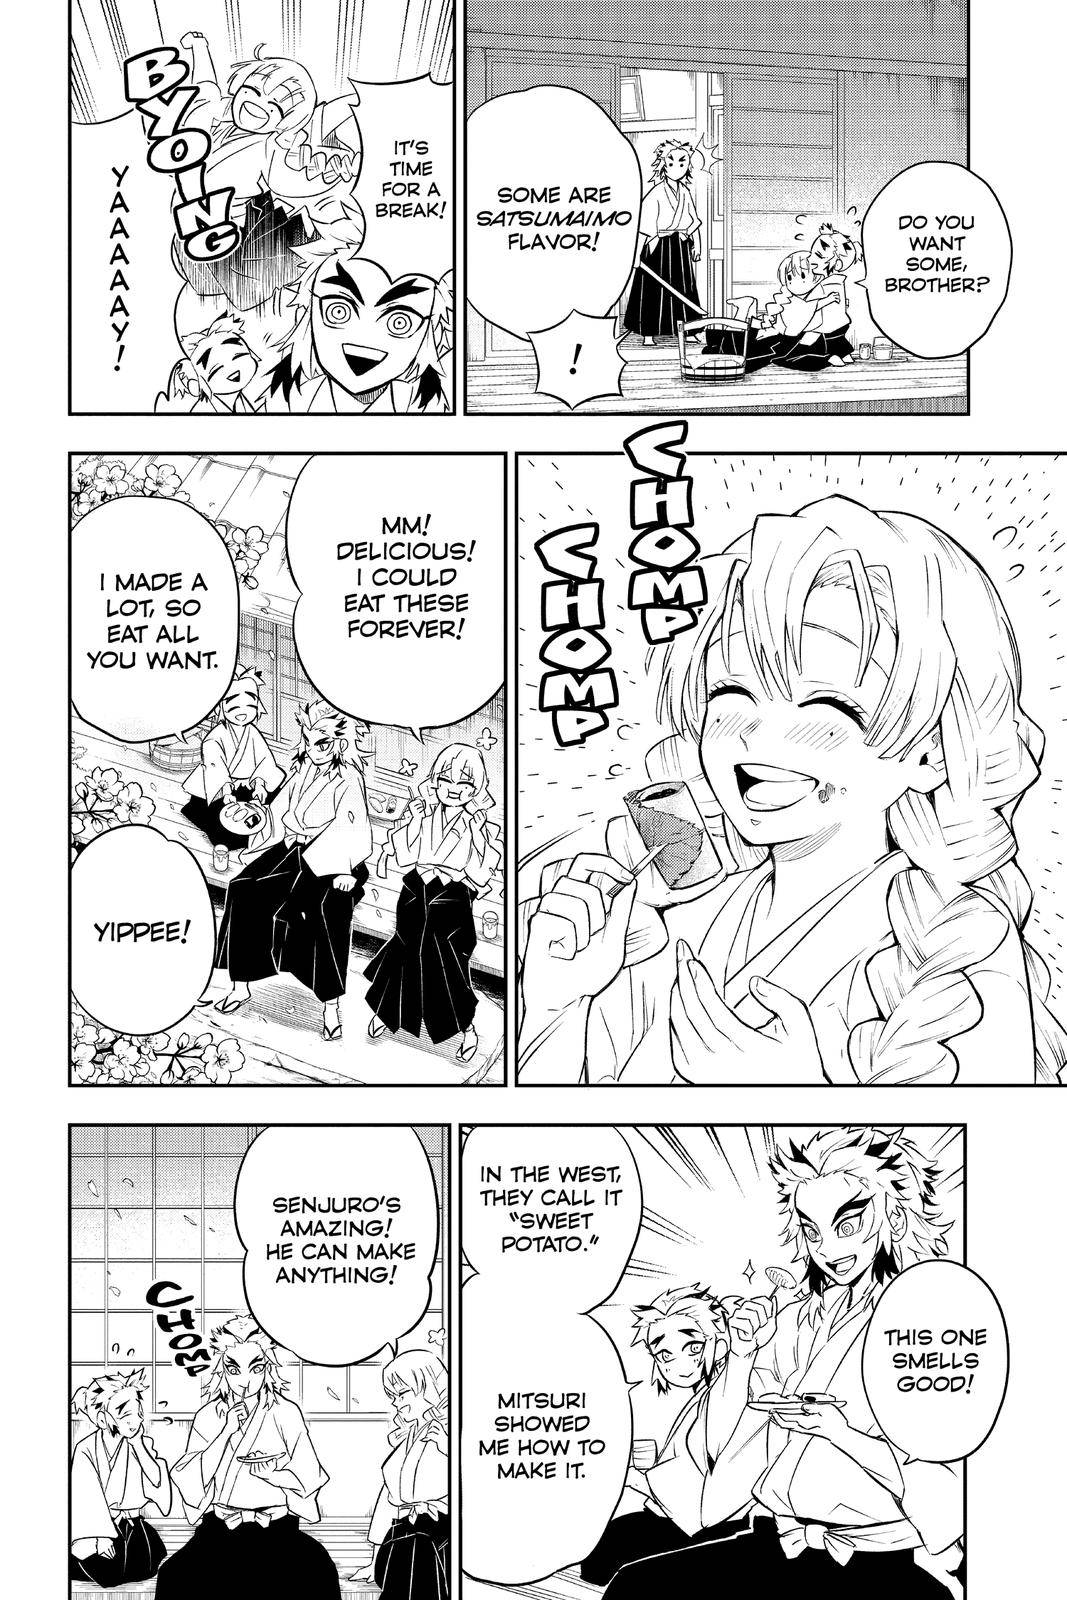 DO YOU
WANT
SOME,
BROTHER?
SOME ARE
SATSUMAIMO
FLAVOR!
!
IT'S
TIME
FOR A
BREAK!
BYOING
YAAAAAY!
CHOMP
CHOMP
MM!
DELICIOUS!
I COULD
EAT THESE
FOREVER!
I MADE A
LOT, SO
EAT ALL
YOU WANT.
YIPPEE!
THIS ONE
SMELLS
GOOD!
IN THE WEST,
THEY CALL IT
"SWEET
POTATO."
MITSURI
SHOWED
ME HOW TO
MAKE IT.
SENJURO'S
AMAZING!
HE CAN MAKE
ANYTHING!
CHOMP